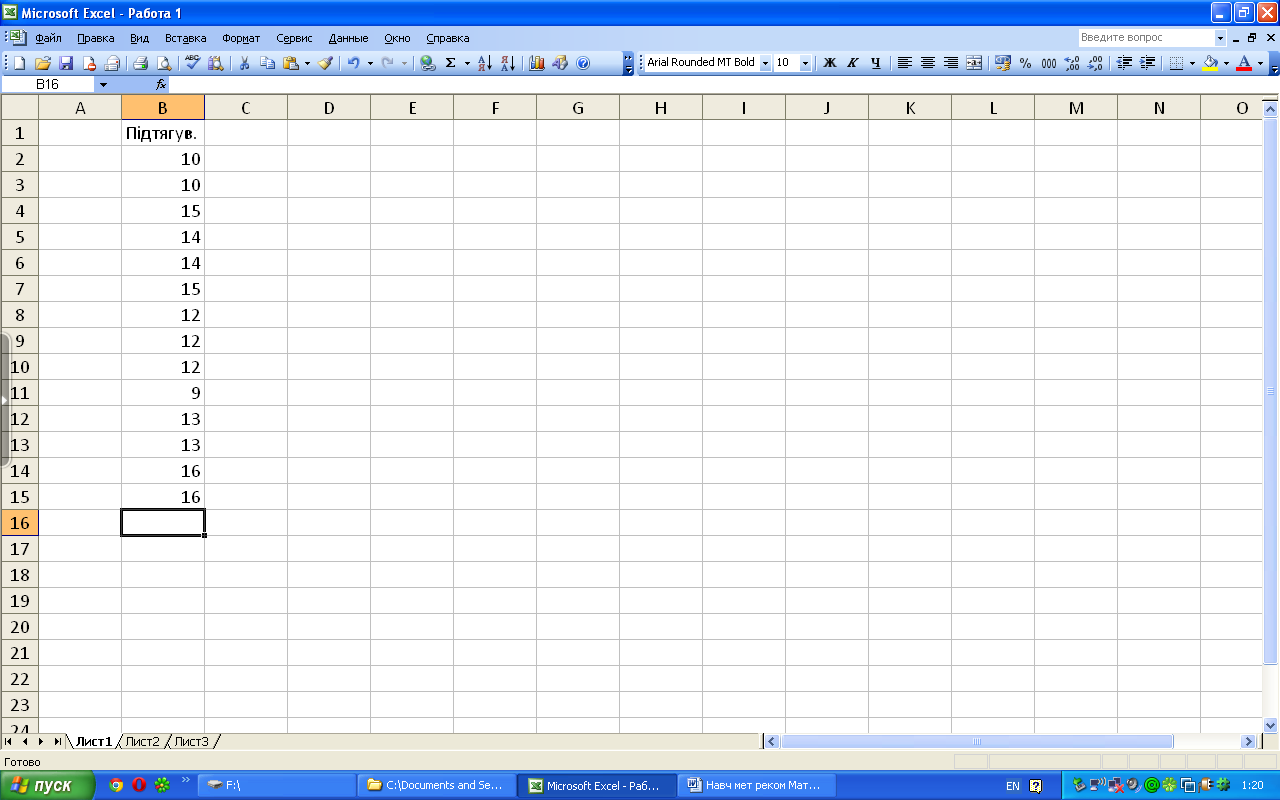 Microsoft Excel - Работа 1
Файл Правка Вид Вставка Формат Сервис Данные Окно Справка Введите вопрос
Arial Rounded MT Bold 10 Ж К Ч % 000
B16 fx
A B C D E F G H I J K L M N O
1 Підтягув.
2 10
3 10
4 15
5 14
6 14
7 15
8 12
9 12
10 12
11 9
12 13
13 13
14 16
15 16
16
17
18
19
20
21
22
23
24
Лист1 Лист2 Лист3
Готово
пуск F:\ C:\Documents and Se... Microsoft Excel - Раб... Навч мет реком Мат... EN 1:20